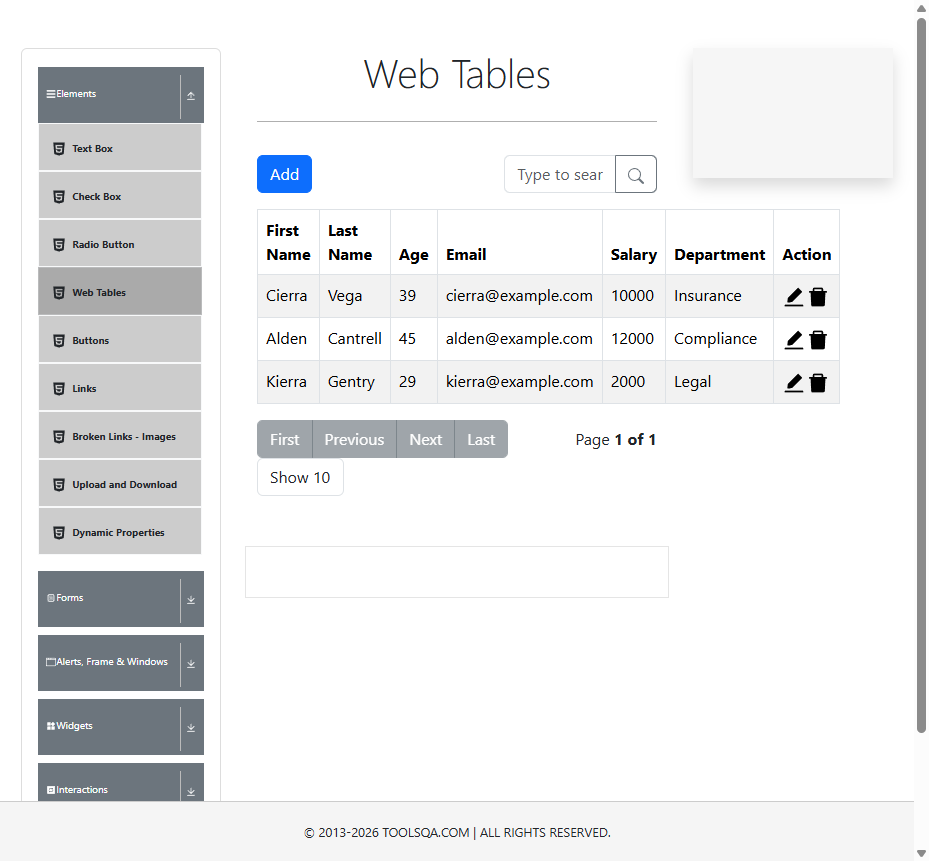 Elements
Text Box
Check Box
Radio Button
Web Tables
Buttons
Links
Broken Links - Images
Upload and Download
Dynamic Properties
Forms
Alerts, Frame & Windows
Widgets
Interactions
Web Tables
Add
Type to sear
First Name Last Name Age Email Salary Department Action
Cierra Vega 39 cierra@example.com 10000 Insurance
Alden Cantrell 45 alden@example.com 12000 Compliance
Kierra Gentry 29 kierra@example.com 2000 Legal
First Previous Next Last Page 1 of 1
Show 10
© 2013-2026 TOOLSQA.COM | ALL RIGHTS RESERVED.